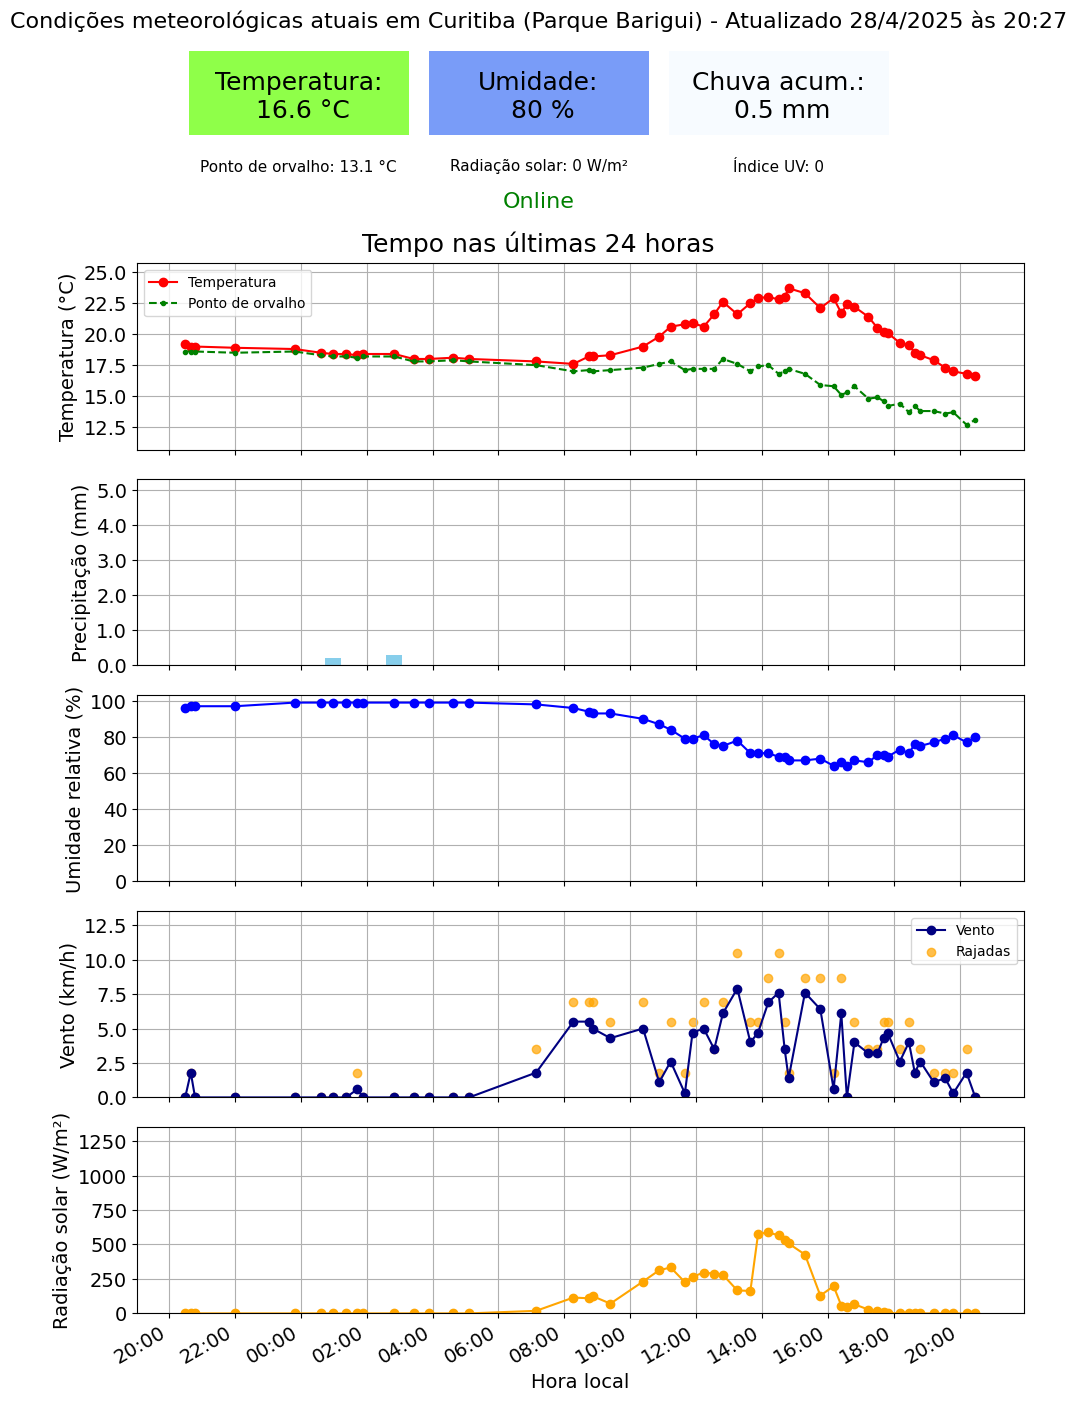 Condições meteorológicas atuais em Curitiba (Parque Barigui) - Atualizado 28/4/2025 às 20:27
Temperatura:
16.6 °C
Umidade:
80 %
Chuva acum.:
0.5 mm
Ponto de orvalho: 13.1 °C
Radiação solar: 0 W/m²
Índice UV: 0
Online
Tempo nas últimas 24 horas
Temperatura (°C)
25.0
22.5
20.0
17.5
15.0
12.5
Temperatura
Ponto de orvalho
Precipitação (mm)
5.0
4.0
3.0
2.0
1.0
0.0
Umidade relativa (%)
100
80
60
40
20
0
Vento (km/h)
12.5
10.0
7.5
5.0
2.5
0.0
Vento
Rajadas
Radiação solar (W/m²)
1250
1000
750
500
250
0
20:00
22:00
00:00
02:00
04:00
06:00
08:00
10:00
12:00
14:00
16:00
18:00
20:00
Hora local